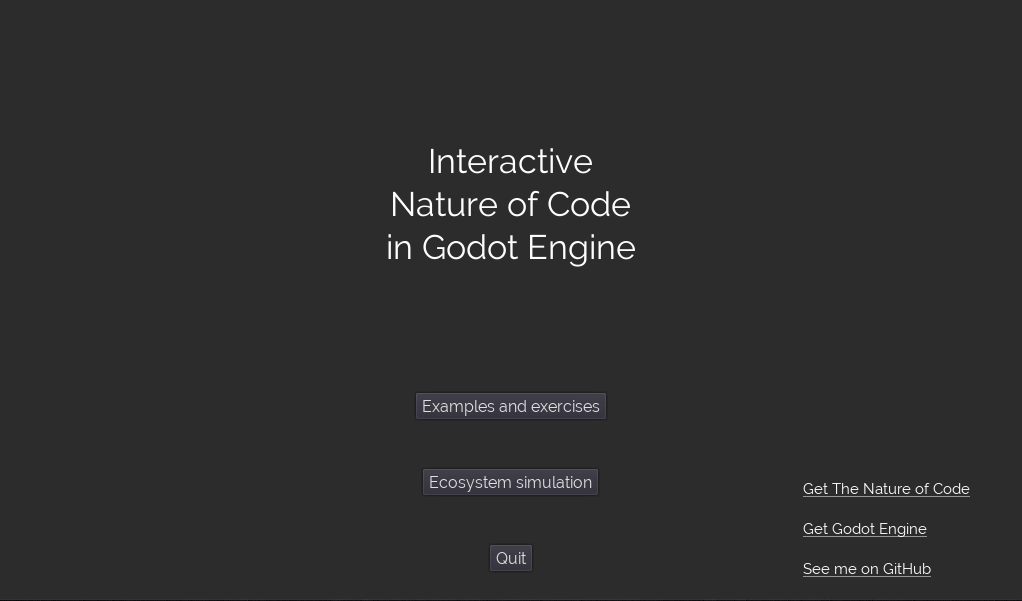 Interactive
Nature of Code
in Godot Engine
Examples and exercises
Ecosystem simulation
Quit
Get The Nature of Code
Get Godot Engine
See me on GitHub